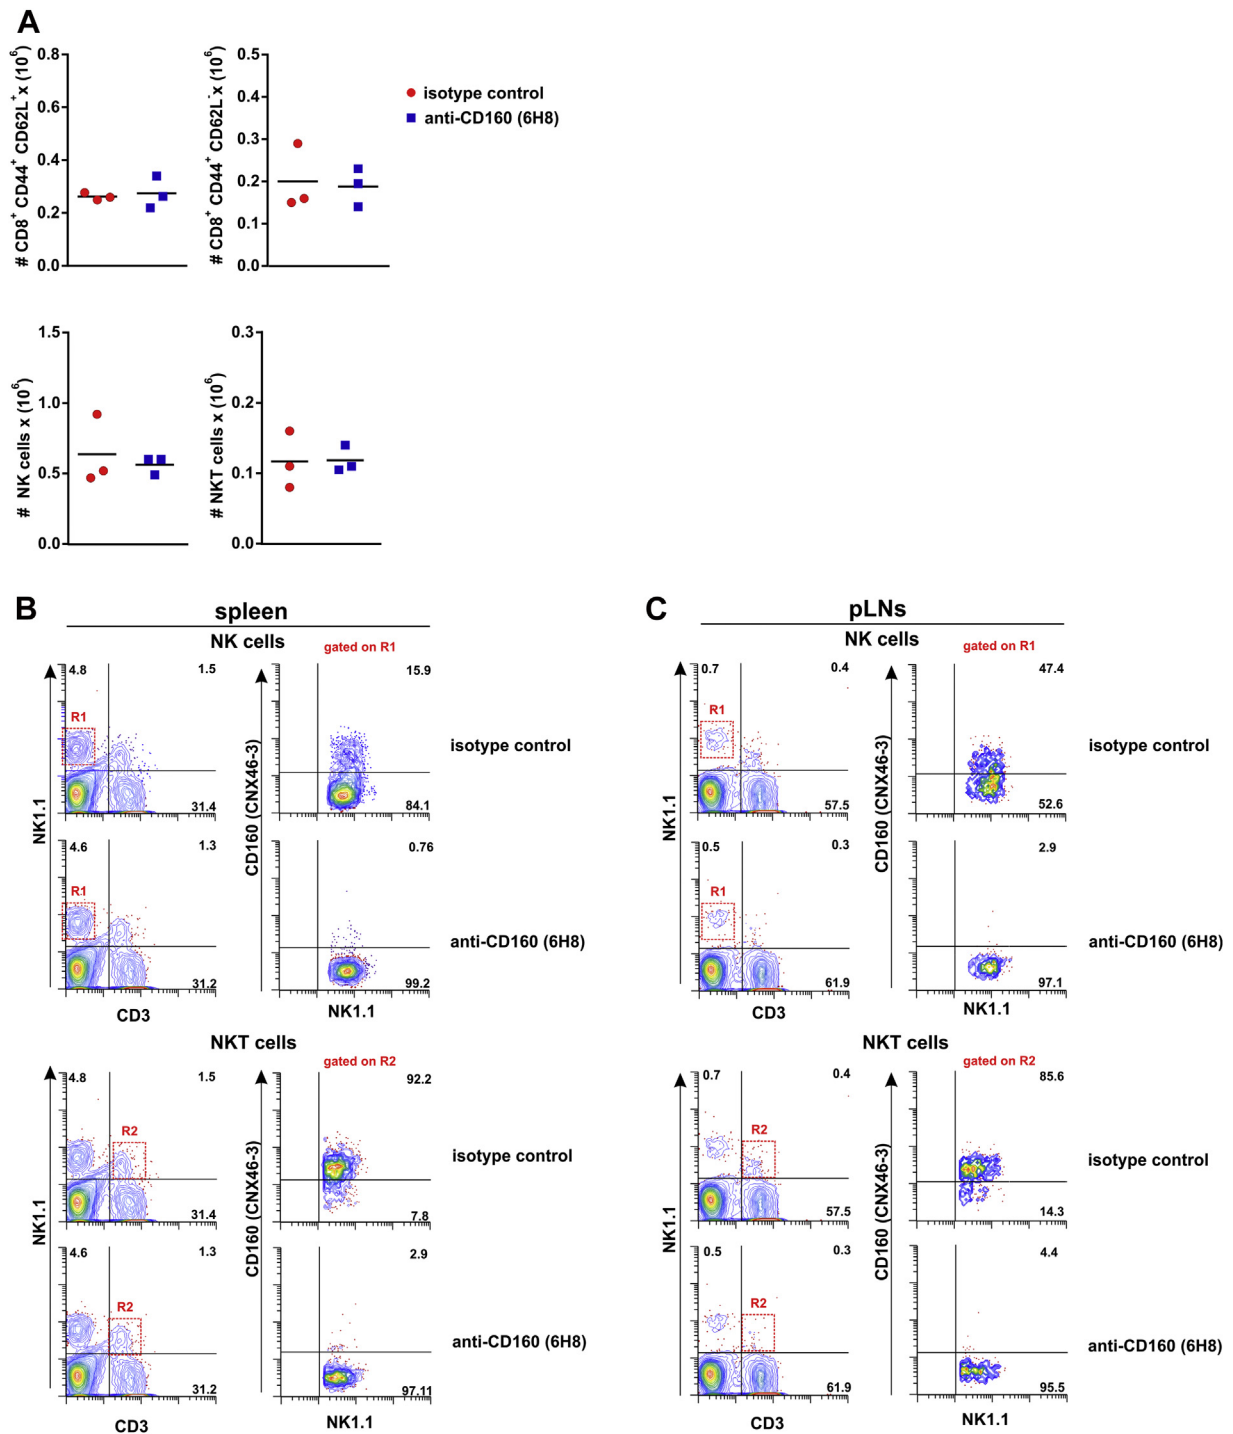 A
# CD8+ CD44+ CD62L+ x (10^6)
0.8
0.6
0.4
0.2
0.0
# CD8+ CD44+ CD62L- x (10^6)
0.5
0.4
0.3
0.2
0.1
0.0
isotype control
anti-CD160 (6H8)
# NK cells x (10^6)
1.5
1.0
0.5
0.0
# NKT cells x (10^6)
0.3
0.2
0.1
0.0
B
spleen
NK cells
gated on R1
4.8
1.5
R1
31.4
15.9
84.1
isotype control
4.6
1.3
R1
31.2
0.76
99.2
anti-CD160 (6H8)
NK1.1
CD160 (CNX46-3)
CD3
NK1.1
NKT cells
gated on R2
4.8
1.5
R2
31.4
92.2
7.8
isotype control
4.6
1.3
R2
31.2
2.9
97.11
anti-CD160 (6H8)
NK1.1
CD160 (CNX46-3)
CD3
NK1.1
C
pLNs
NK cells
gated on R1
0.7
0.4
R1
57.5
47.4
52.6
isotype control
0.5
0.3
R1
61.9
2.9
97.1
anti-CD160 (6H8)
NK1.1
CD160 (CNX46-3)
CD3
NK1.1
NKT cells
gated on R2
0.7
0.4
R2
57.5
85.6
14.3
isotype control
0.5
0.3
R2
61.9
4.4
95.5
anti-CD160 (6H8)
NK1.1
CD160 (CNX46-3)
CD3
NK1.1